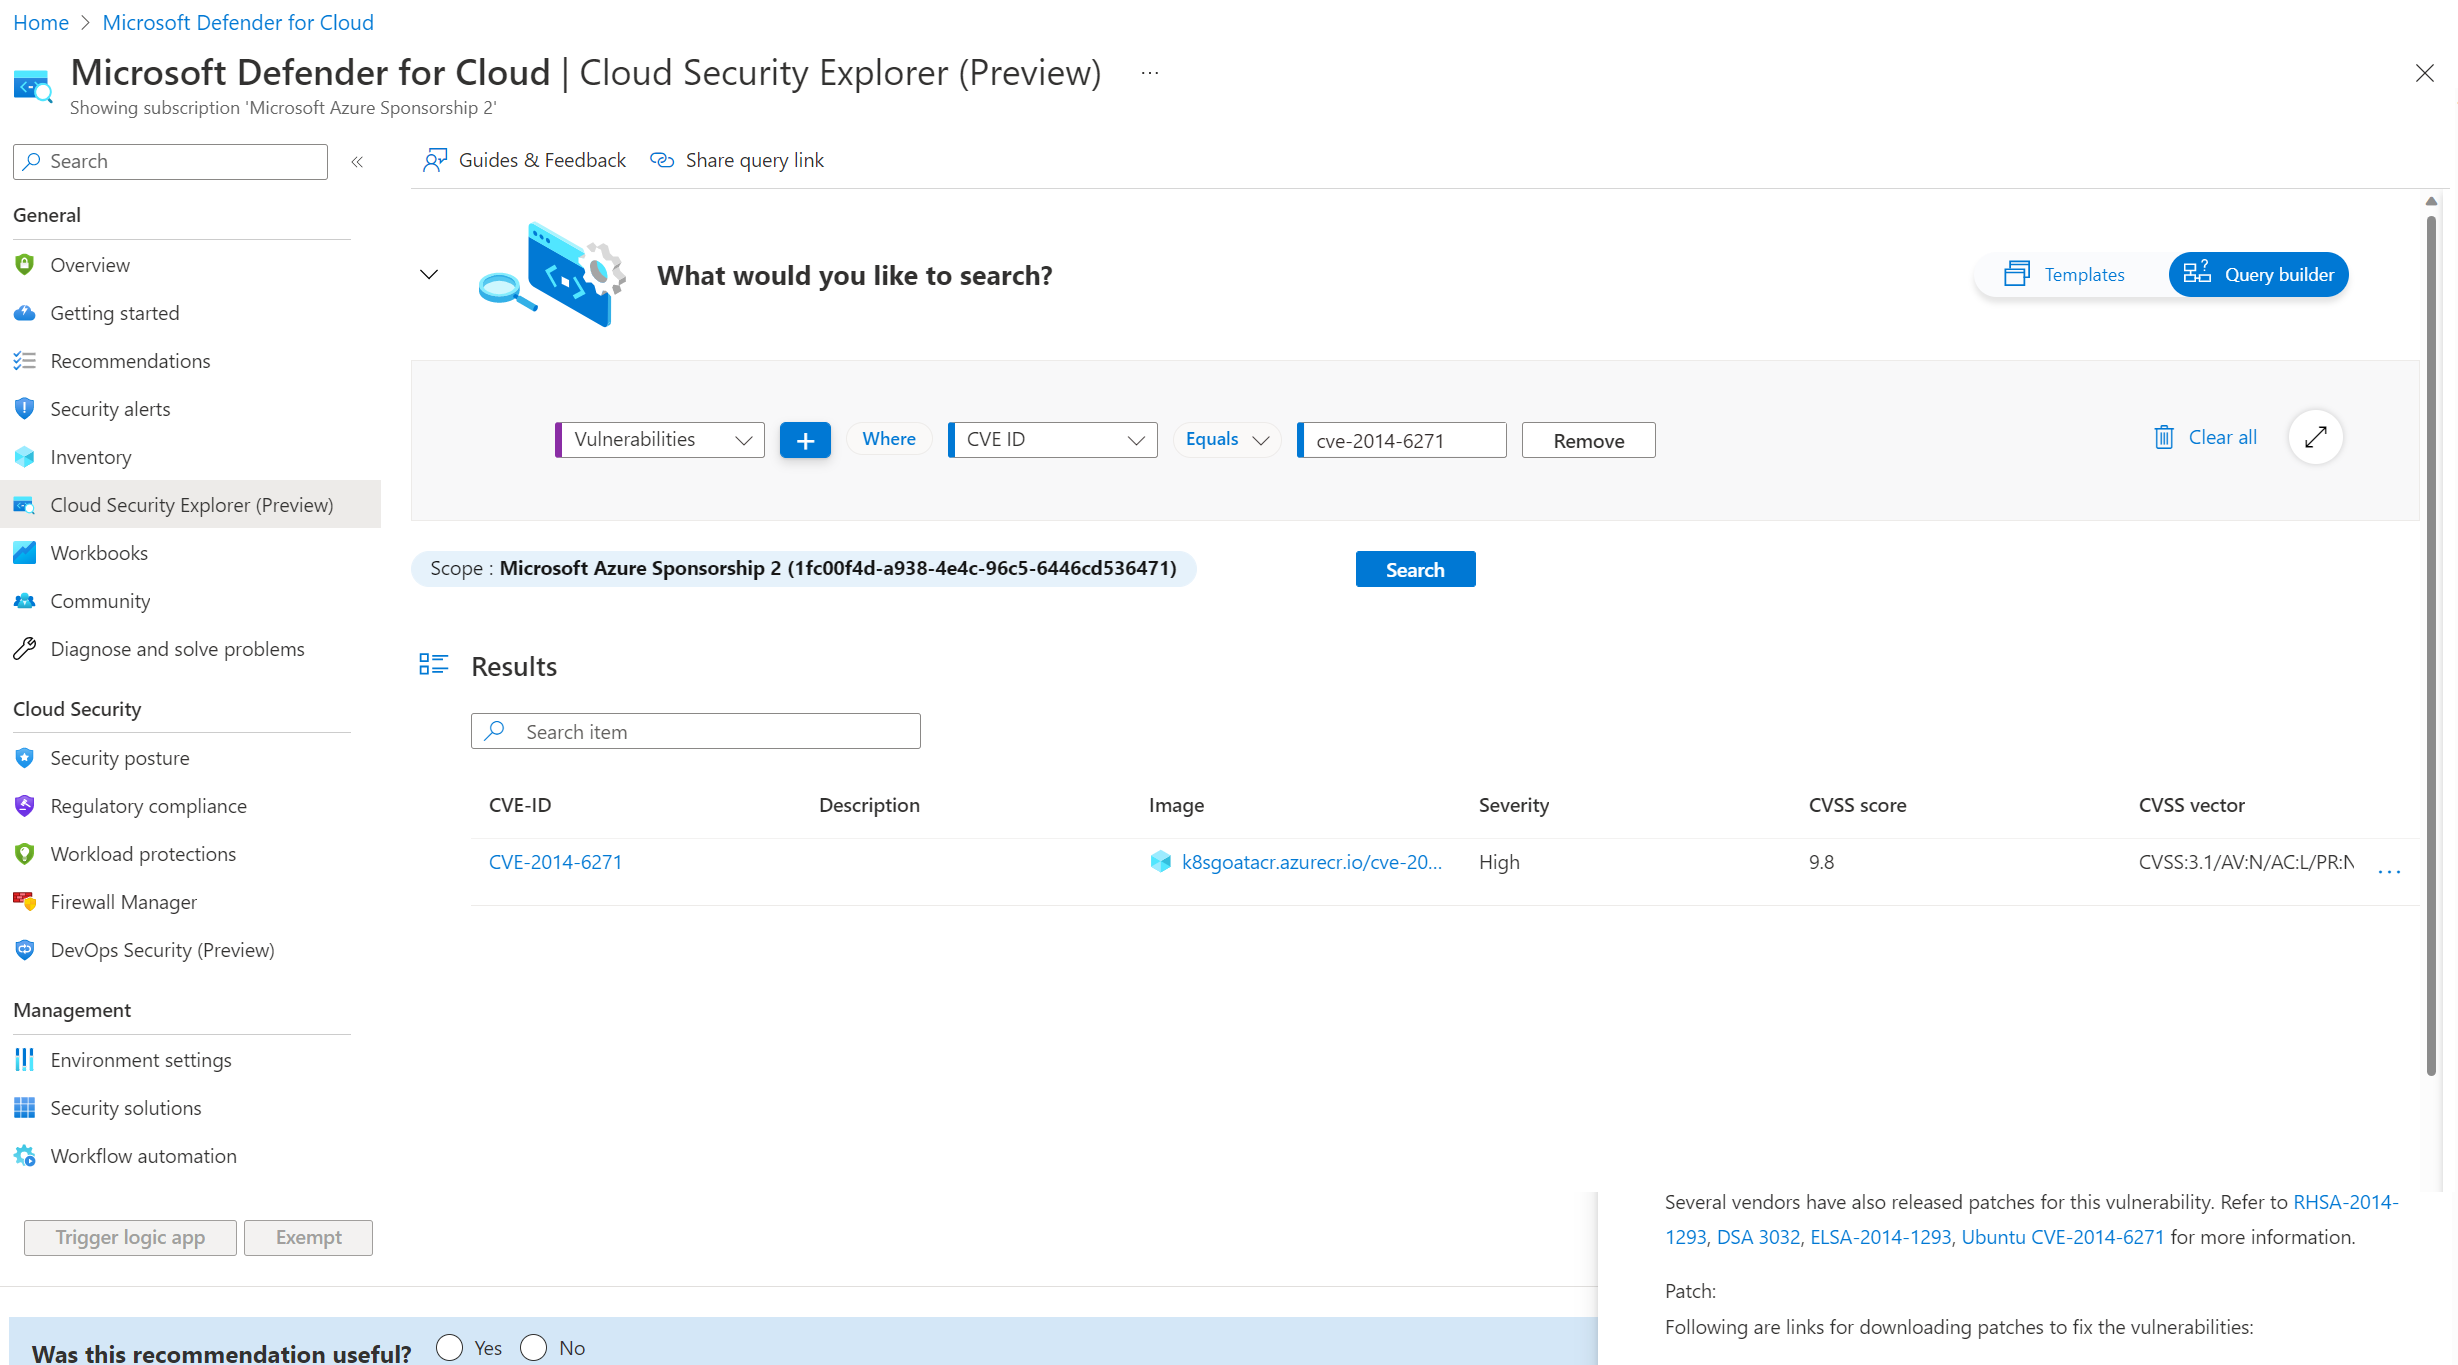 Home > Microsoft Defender for Cloud
Microsoft Defender for Cloud | Cloud Security Explorer (Preview) ...
Showing subscription 'Microsoft Azure Sponsorship 2'
Search «
Guides & Feedback Share query link
General
Overview
Getting started
Recommendations
Security alerts
Inventory
Cloud Security Explorer (Preview)
Workbooks
Community
Diagnose and solve problems
Cloud Security
Security posture
Regulatory compliance
Workload protections
Firewall Manager
DevOps Security (Preview)
Management
Environment settings
Security solutions
Workflow automation
What would you like to search?
Templates Query builder
Vulnerabilities + Where CVE ID Equals cve-2014-6271 Remove
Clear all
Scope : Microsoft Azure Sponsorship 2 (1fc00f4d-a938-4e4c-96c5-6446cd536471) Search
Results
Search item
CVE-ID Description Image Severity CVSS score CVSS vector
CVE-2014-6271 k8sgoatacr.azurecr.io/cve-20... High 9.8 CVSS:3.1/AV:N/AC:L/PR:N ...
Trigger logic app Exempt
Was this recommendation useful? Yes No
Several vendors have also released patches for this vulnerability. Refer to RHSA-2014-
1293, DSA 3032, ELSA-2014-1293, Ubuntu CVE-2014-6271 for more information.
Patch:
Following are links for downloading patches to fix the vulnerabilities: